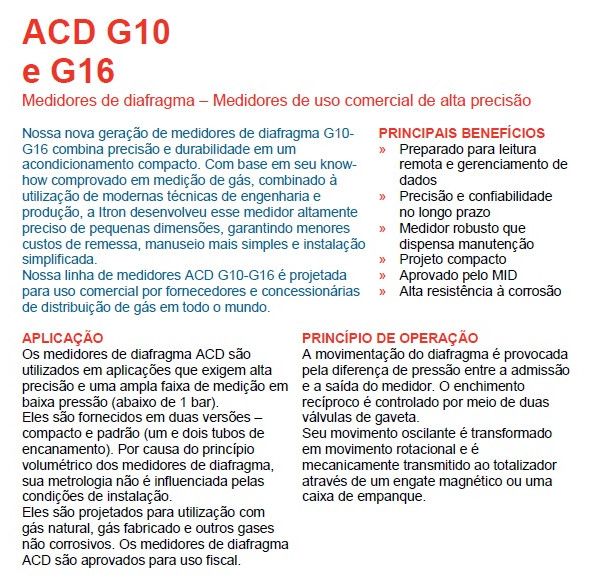 ACD G10
e G16
Medidores de diafragma – Medidores de uso comercial de alta precisão
Nossa nova geração de medidores de diafragma G10-
G16 combina precisão e durabilidade em um
acondicionamento compacto. Com base em seu know-
how comprovado em medição de gás, combinado à
utilização de modernas técnicas de engenharia e
produção, a Itron desenvolveu esse medidor altamente
preciso de pequenas dimensões, garantindo menores
custos de remessa, manuseio mais simples e instalação
simplificada.
Nossa linha de medidores ACD G10-G16 é projetada
para uso comercial por fornecedores e concessionárias
de distribuição de gás em todo o mundo.
PRINCIPAIS BENEFÍCIOS
» Preparado para leitura
remota e gerenciamento de
dados
» Precisão e confiabilidade
no longo prazo
» Medidor robusto que
dispensa manutenção
» Projeto compacto
» Aprovado pelo MID
» Alta resistência à corrosão
APLICAÇÃO
Os medidores de diafragma ACD são
utilizados em aplicações que exigem alta
precisão e uma ampla faixa de medição em
baixa pressão (abaixo de 1 bar).
Eles são fornecidos em duas versões –
compacto e padrão (um e dois tubos de
encanamento). Por causa do princípio
volumétrico dos medidores de diafragma,
sua metrologia não é influenciada pelas
condições de instalação.
Eles são projetados para utilização com
gás natural, gás fabricado e outros gases
não corrosivos. Os medidores de diafragma
ACD são aprovados para uso fiscal.
PRINCÍPIO DE OPERAÇÃO
A movimentação do diafragma é provocada
pela diferença de pressão entre a admissão
e a saída do medidor. O enchimento
recíproco é controlado por meio de duas
válvulas de gaveta.
Seu movimento oscilante é transformado
em movimento rotacional e é
mecanicamente transmitido ao totalizador
através de um engate magnético ou uma
caixa de empanque.